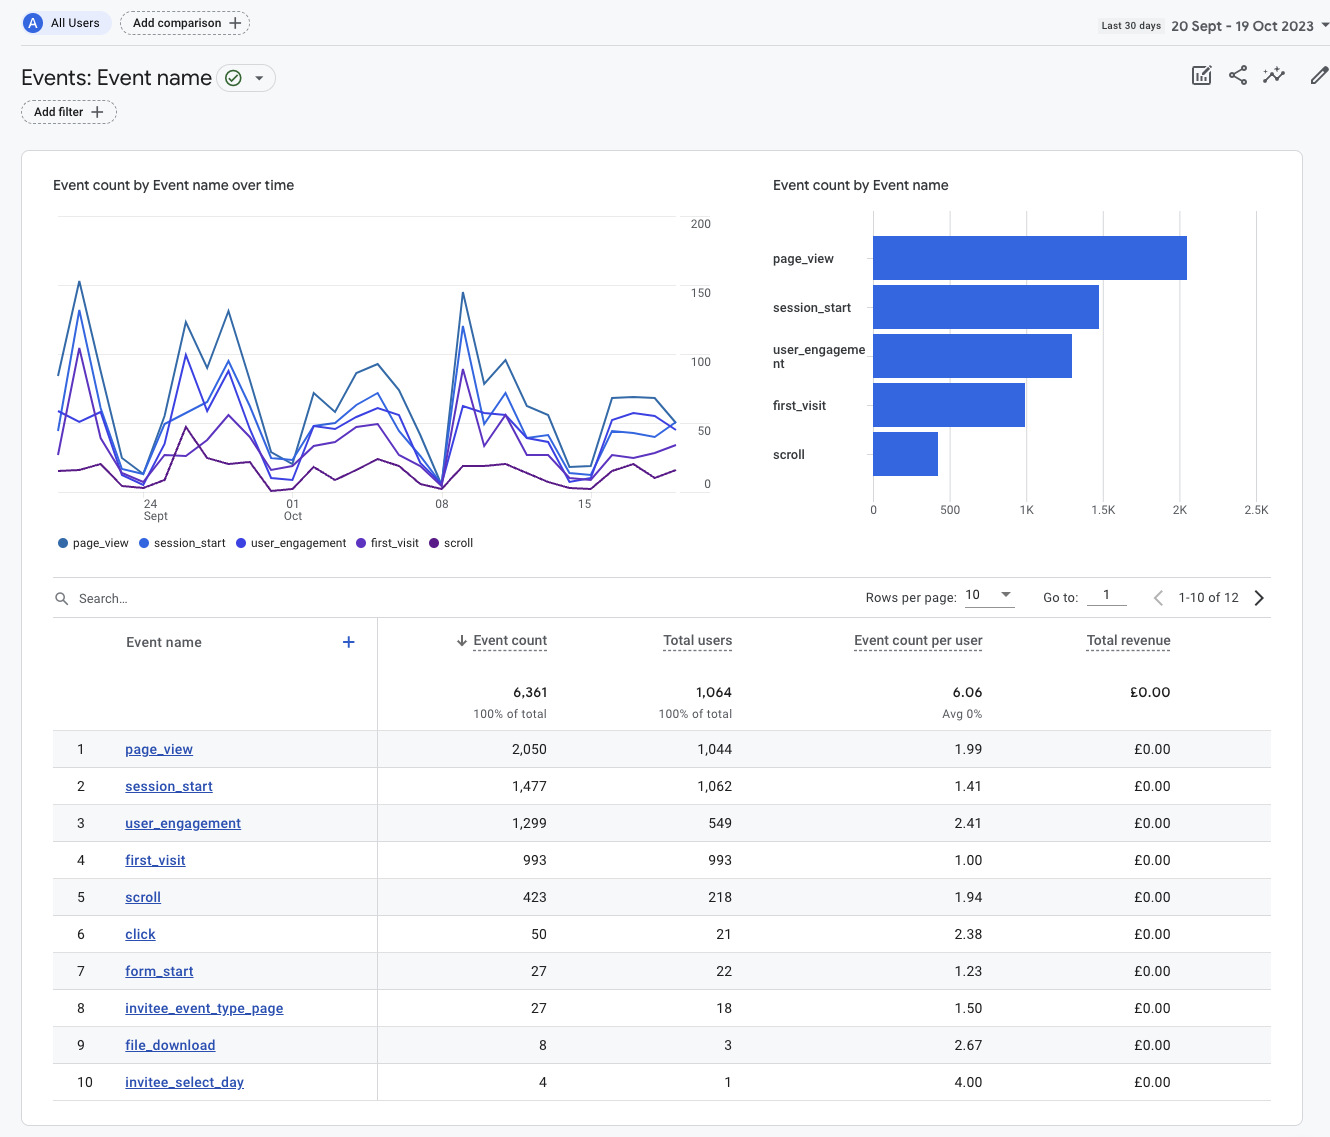 A All Users Add comparison + Last 30 days 20 Sept - 19 Oct 2023
Events: Event name
Add filter +
Event count by Event name over time
200
150
100
50
0
24
Sept
01
Oct
08
15
page_view session_start user_engagement first_visit scroll
Event count by Event name
page_view
session_start
user_engageme
nt
first_visit
scroll
0 500 1K 1.5K 2K 2.5K
Search... Rows per page: 10 Go to: 1 1-10 of 12
Event name + Event count Total users Event count per user Total revenue
6,361 1,064 6.06 £0.00
100% of total 100% of total Avg 0%
1 page_view 2,050 1,044 1.99 £0.00
2 session_start 1,477 1,062 1.41 £0.00
3 user_engagement 1,299 549 2.41 £0.00
4 first_visit 993 993 1.00 £0.00
5 scroll 423 218 1.94 £0.00
6 click 50 21 2.38 £0.00
7 form_start 27 22 1.23 £0.00
8 invitee_event_type_page 27 18 1.50 £0.00
9 file_download 8 3 2.67 £0.00
10 invitee_select_day 4 1 4.00 £0.00